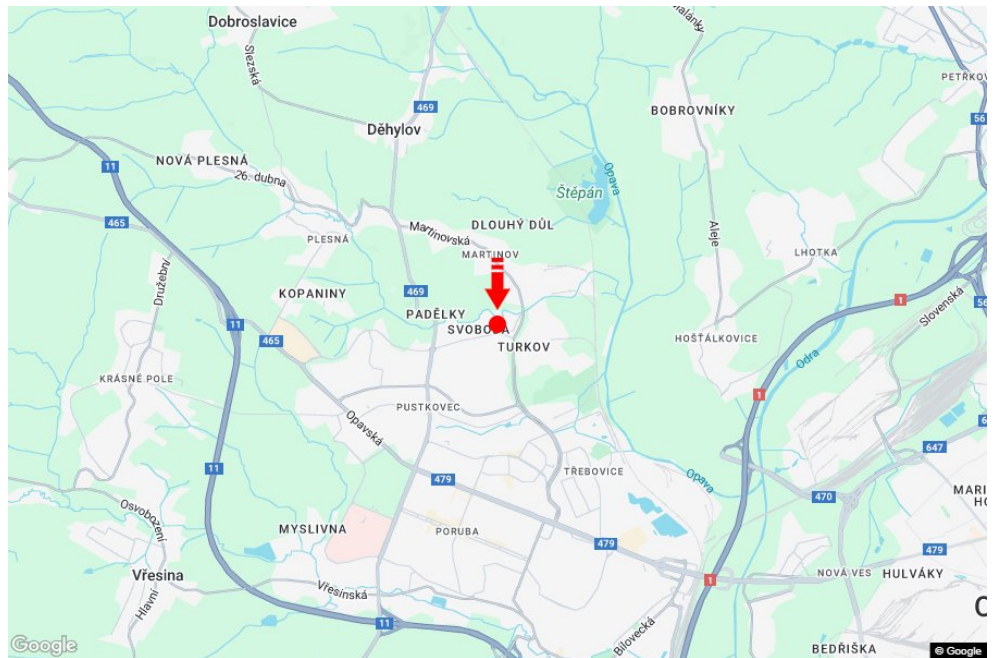 Dobroslavice
Slezská
469
Děhylov
BOBROVNÍKY
56
11
NOVÁ PLESNÁ
26. dubna
Štěpán
Opava
465
PLESNÁ
Martinovská
DLOUHÝ DŮL
MARTINOV
Aleje
LHOTKA
Družební
KOPANINY
469
PADĚLKY
SVOBODA
TURKOV
1
Slovenská
56
11
465
HOŠŤÁLKOVICE
Odra
KRÁSNÉ POLE
PUSTKOVEC
Opavská
1
647
11
479
TŘEBOVICE
Opava
470
Osvobození
MYSLIVNA
PORUBA
479
479
NOVÁ VES
HULVÁKY
Vřesina
Hlavní
Vřesinská
1
11
Bílovecká
BEDŘIŠKA
Google
© Google